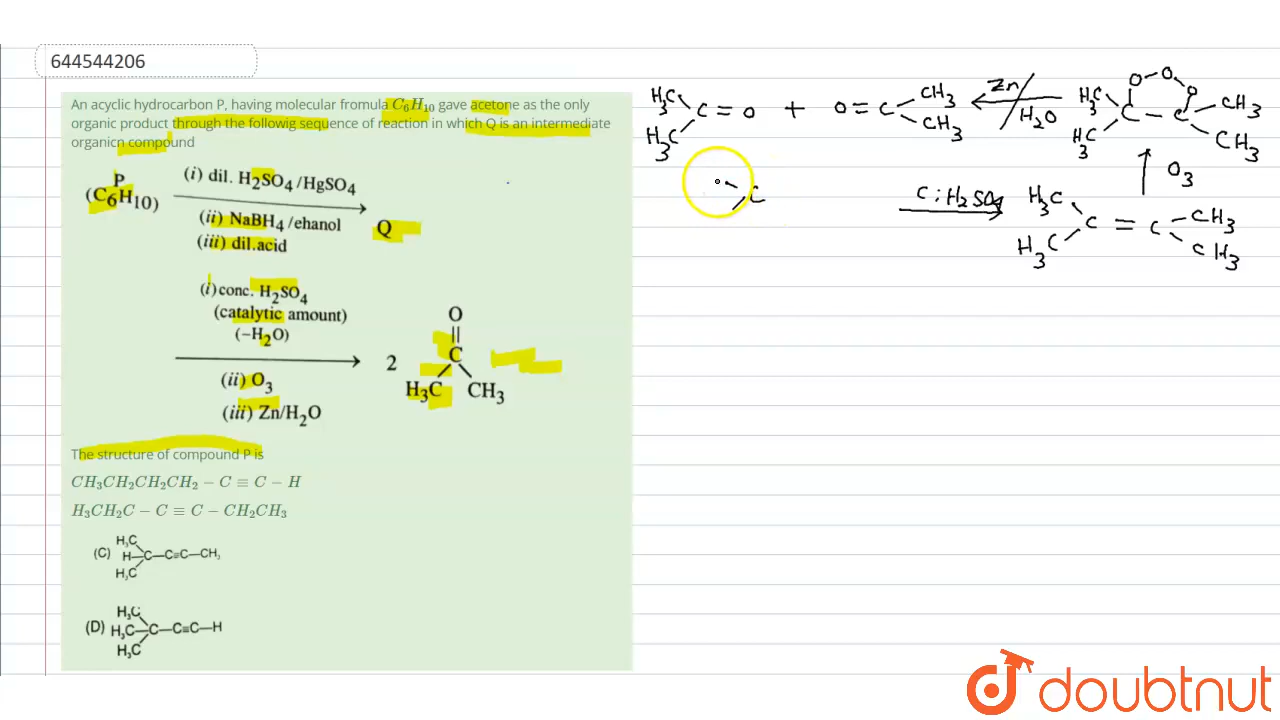 644544206
An acyclic hydrocarbon P, having molecular fromula C₆H₁₀ gave acetone as the only
organic product through the followig sequence of reaction in which Q is an intermediate
organicn compound
P
(C₆H₁₀)
(i) dil. H₂SO₄/HgSO₄
(ii) NaBH₄/ehanol
(iii) dil.acid
Q
(i)conc. H₂SO₄
(catalytic amount)
(−H₂O)
(ii) O₃
(iii) Zn/H₂O
2
O
||
C
H₃C CH₃
The structure of compound P is
CH₃CH₂CH₂CH₂ − C ≡ C − H
H₃CH₂C − C ≡ C − CH₂CH₃
H₃C
(C) H—C—C≡C—CH₃
H₃C
H₃C
(D) H₃C—C—C≡C—H
H₃C
H₃C
C = O + O = C
H₃C
CH₃
CH₃
Zn/
H₂O
O - O
H₃C
C - C
H₃C
CH₃
CH₃
O₃
C
C : H₂SO₄
H₃C
C = C
H₃C
CH₃
CH₃
doubtnut